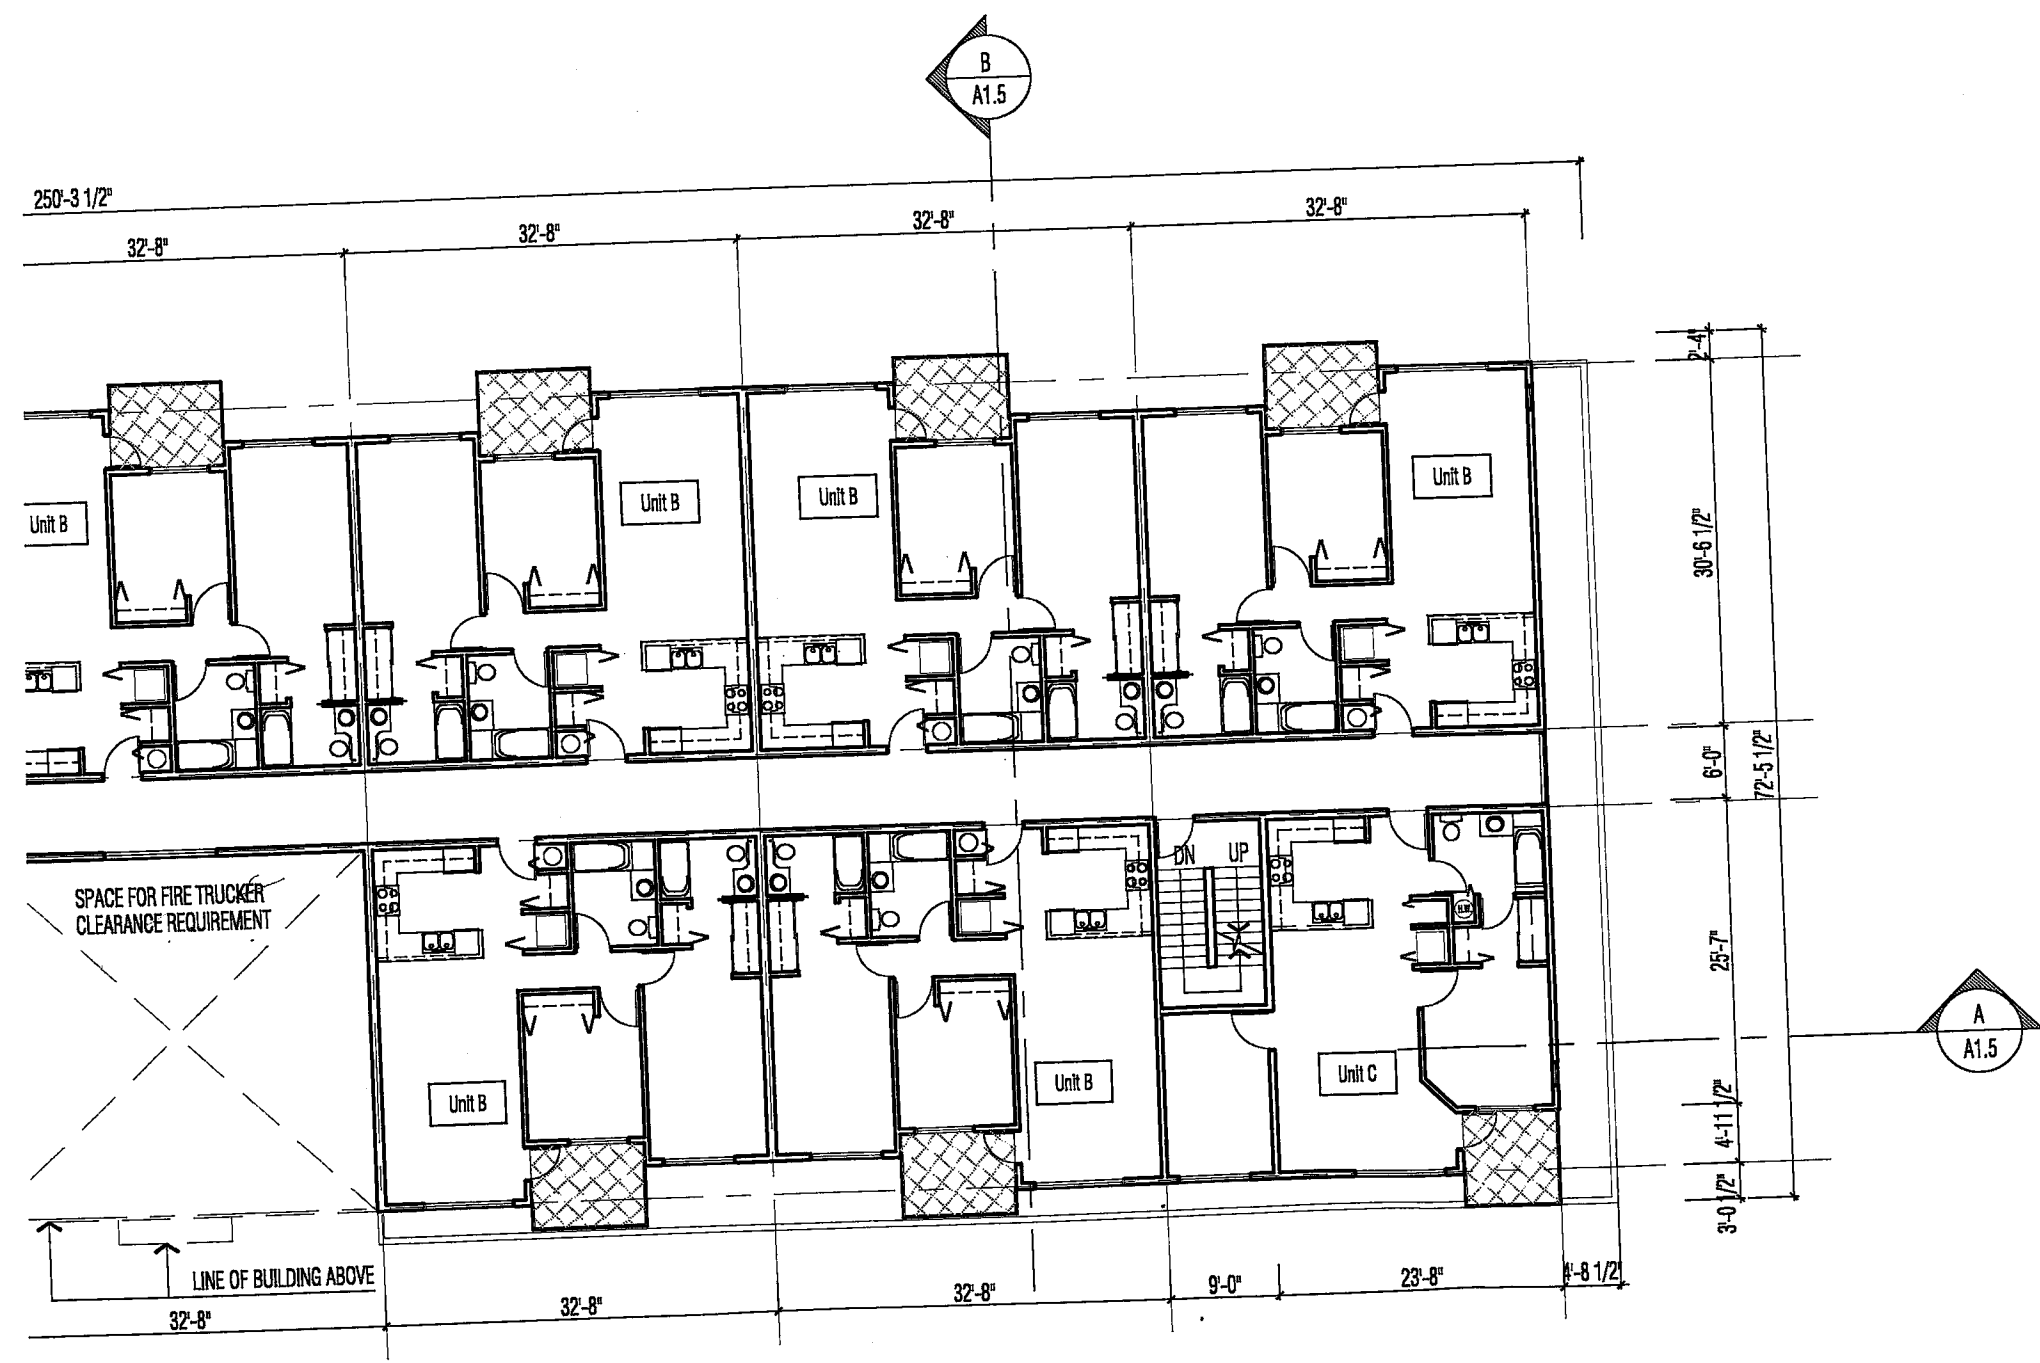 B
A1.5
250'-3 1/2"
32'-8"
32'-8"
32'-8"
32'-8"
2'-4"
Unit B
Unit B
Unit B
Unit B
30'-6 1/2"
6'-0"
72'-5 1/2"
DN UP
SPACE FOR FIRE TRUCKER
CLEARANCE REQUIREMENT
H.W.
25'-7"
A
A1.5
Unit B
Unit B
Unit C
4'-11 1/2"
3'-0 1/2"
LINE OF BUILDING ABOVE
32'-8"
32'-8"
32'-8"
9'-0"
23'-8"
4'-8 1/2"